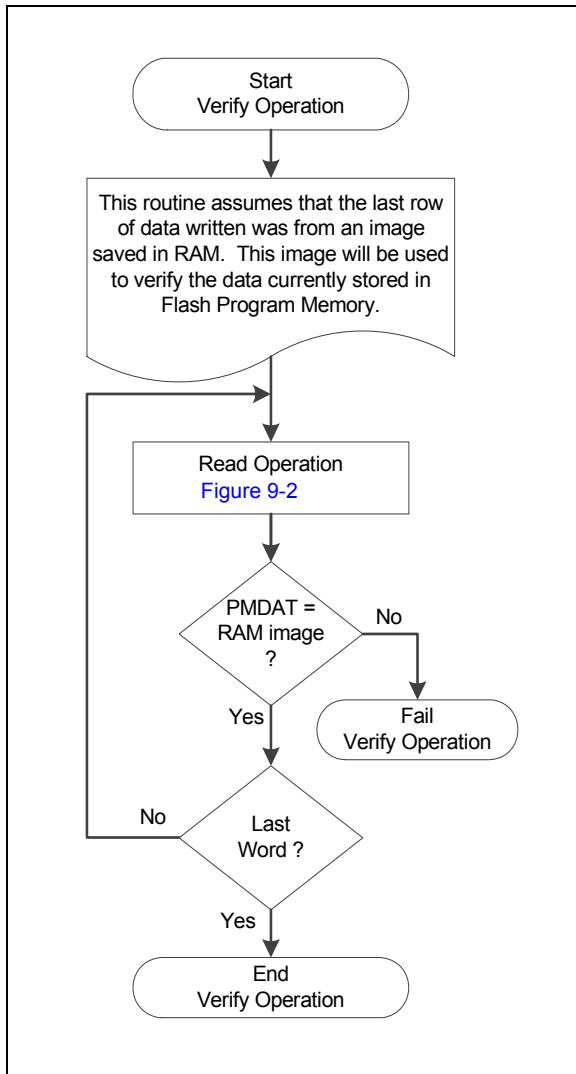 Start
Verify Operation
This routine assumes that the last row
of data written was from an image
saved in RAM. This image will be used
to verify the data currently stored in
Flash Program Memory.
Read Operation
Figure 9-2
PMDAT =
RAM image
?
No
Yes
Fail
Verify Operation
No
Last
Word ?
Yes
End
Verify Operation